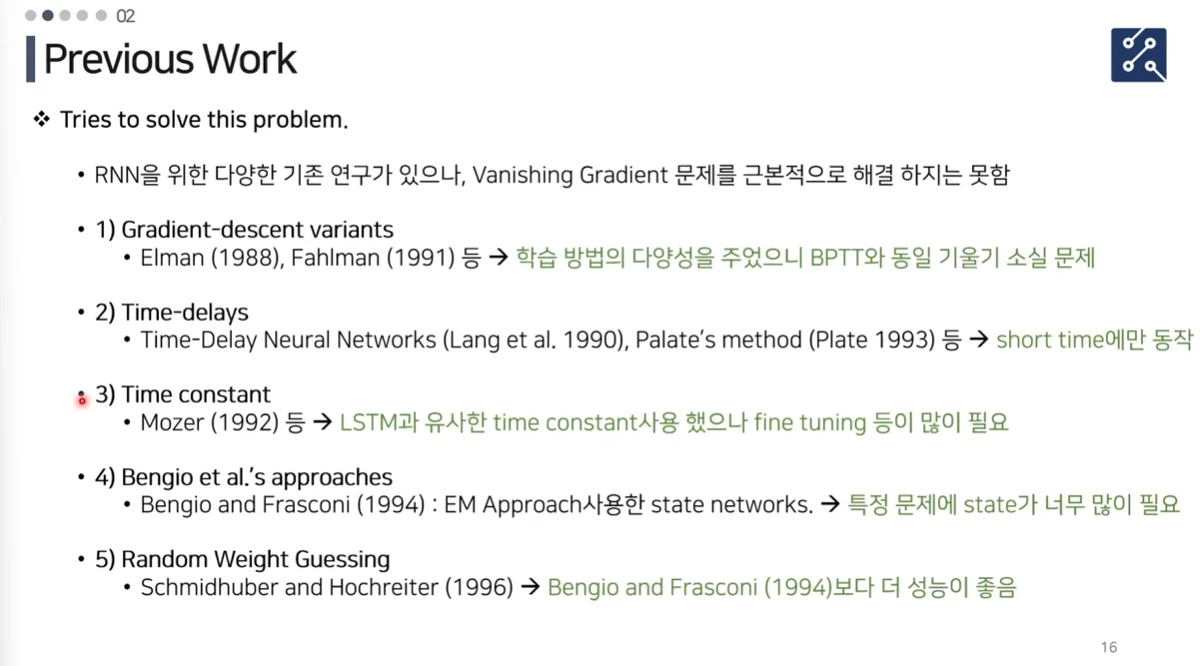 02
Previous Work
❖ Tries to solve this problem.
• RNN을 위한 다양한 기존 연구가 있으나, Vanishing Gradient 문제를 근본적으로 해결 하지는 못함
• 1) Gradient-descent variants
• Elman (1988), Fahlman (1991) 등 → 학습 방법의 다양성을 주었으니 BPTT와 동일 기울기 소실 문제
• 2) Time-delays
• Time-Delay Neural Networks (Lang et al. 1990), Palate's method (Plate 1993) 등 → short time에만 동작
• 3) Time constant
• Mozer (1992) 등 → LSTM과 유사한 time constant사용 했으나 fine tuning 등이 많이 필요
• 4) Bengio et al.'s approaches
• Bengio and Frasconi (1994) : EM Approach사용한 state networks. → 특정 문제에 state가 너무 많이 필요
• 5) Random Weight Guessing
• Schmidhuber and Hochreiter (1996) → Bengio and Frasconi (1994)보다 더 성능이 좋음
16